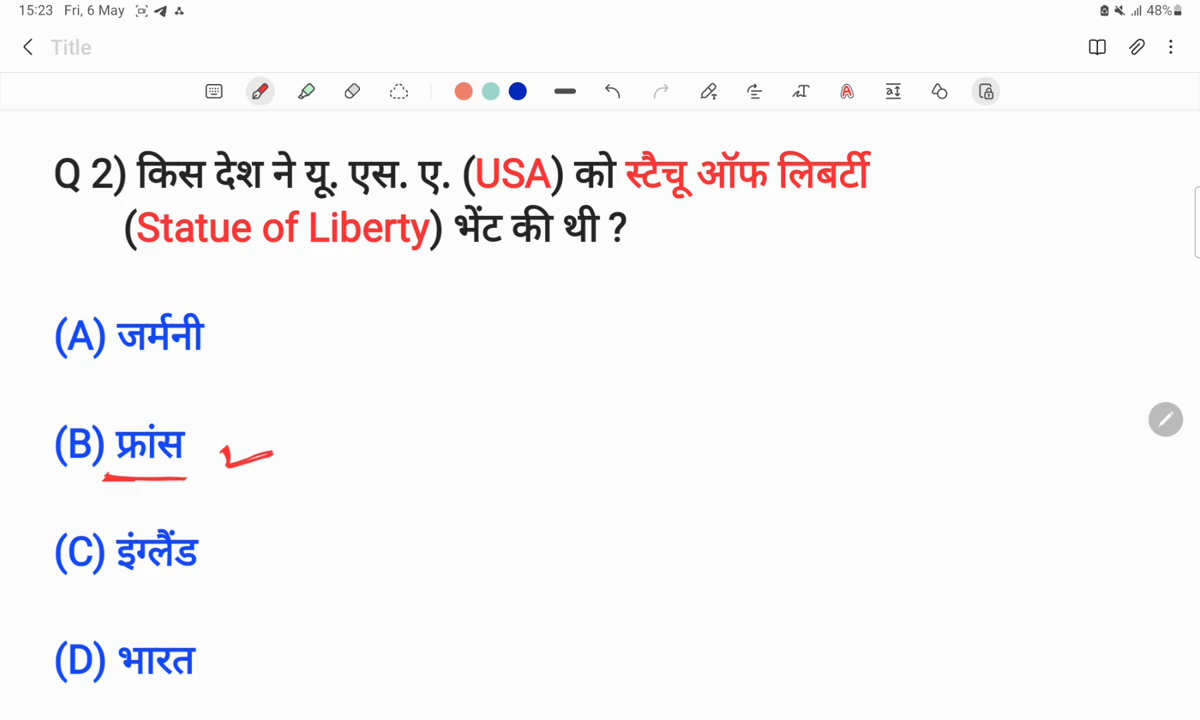 15:23 Fri, 6 May 48%
Title
Q 2) किस देश ने यू. एस. ए. (USA) को स्टैचू ऑफ लिबर्टी
(Statue of Liberty) भेंट की थी ?
(A) जर्मनी
(B) फ्रांस
(C) इंग्लैंड
(D) भारत